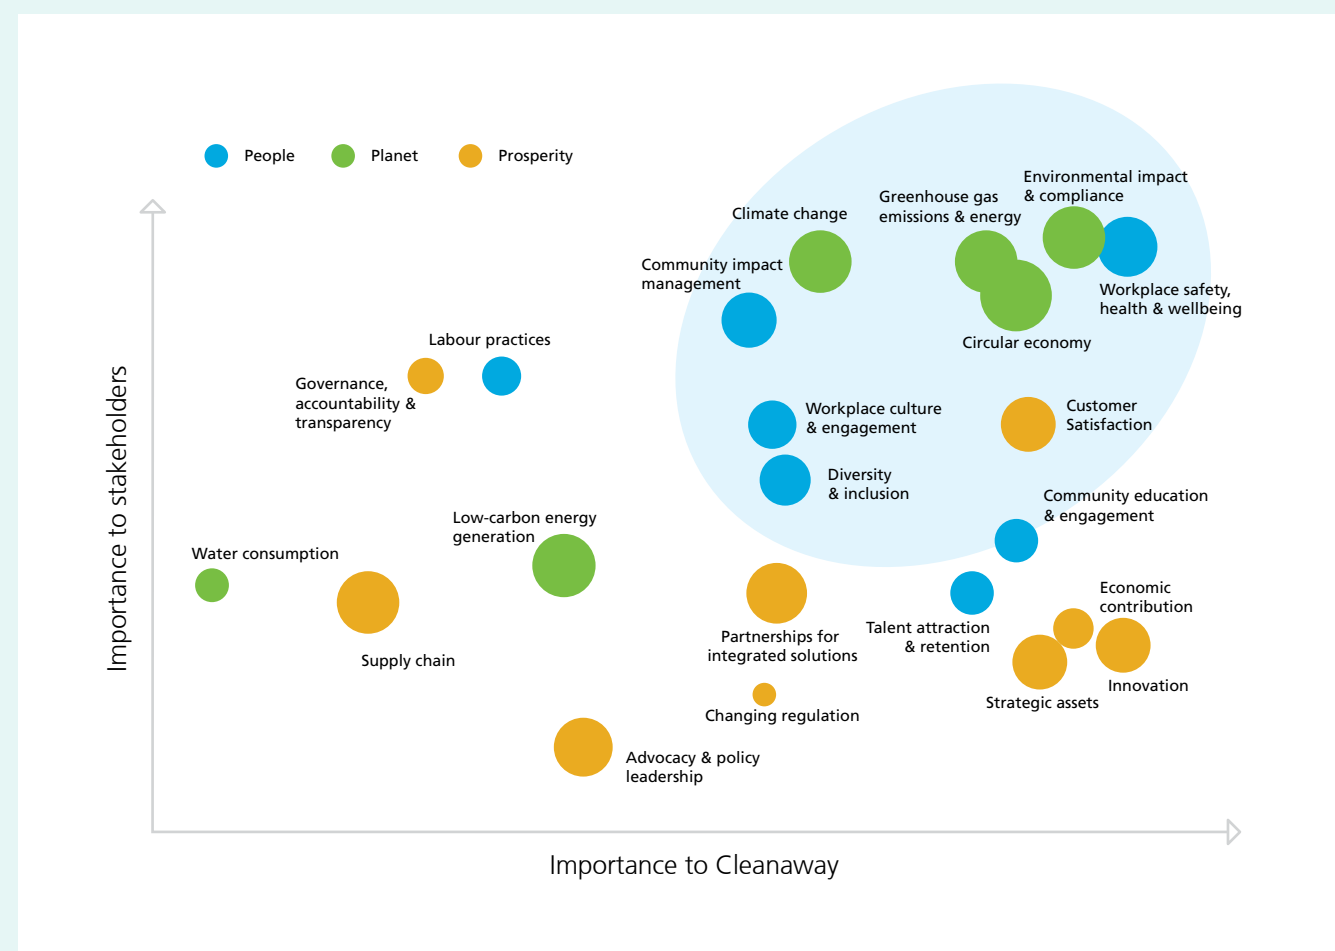 People
Planet
Prosperity
Environmental impact
& compliance
Greenhouse gas
emissions & energy
Climate change
Community impact
management
Workplace safety,
health & wellbeing
Circular economy
Labour practices
Governance,
accountability &
transparency
Workplace culture
& engagement
Customer
Satisfaction
Diversity
& inclusion
Community education
& engagement
Low-carbon energy
generation
Water consumption
Supply chain
Economic
contribution
Talent attraction
& retention
Partnerships for
integrated solutions
Innovation
Strategic assets
Changing regulation
Advocacy & policy
leadership
Importance to stakeholders
Importance to Cleanaway